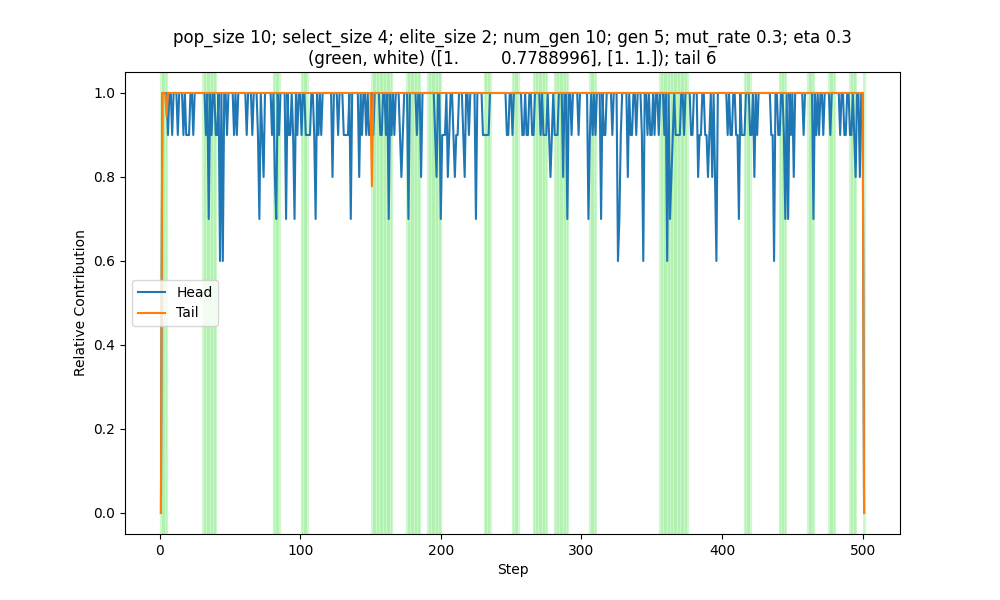 pop_size 10; select_size 4; elite_size 2; num_gen 10; gen 5; mut_rate 0.3; eta 0.3
(green, white) ([1.        0.7788996], [1. 1.]); tail 6
1.0
0.8
0.6
0.4
0.2
0.0
Relative Contribution
Head
Tail
0
100
200
300
400
500
Step